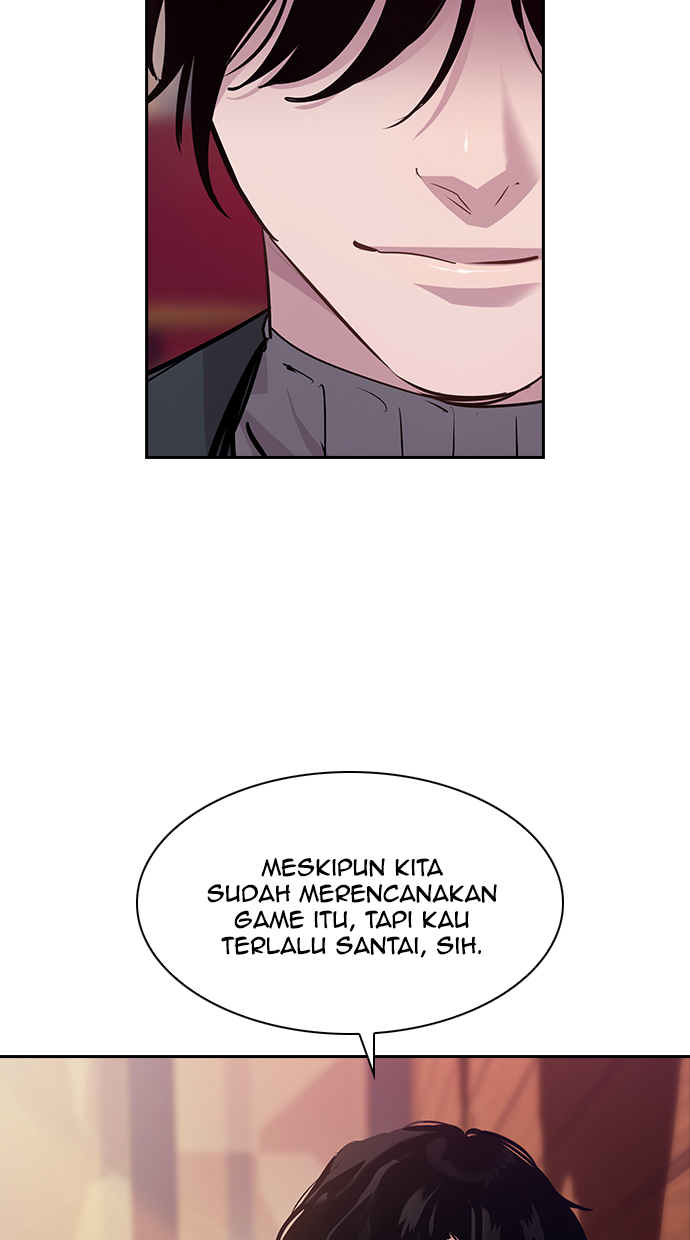 MESKIPUN KITA
SUDAH MERENCANAKAN
GAME ITU, TAPI KAU
TERLALU SANTAI, SIH.